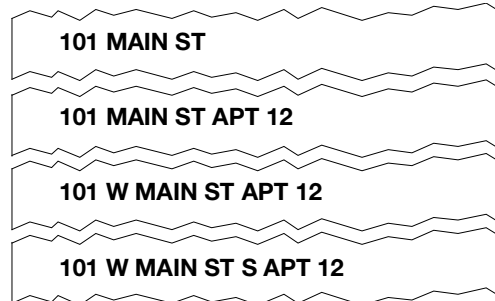 101 MAIN ST
101 MAIN ST APT 12
101 W MAIN ST APT 12
101 W MAIN ST S APT 12